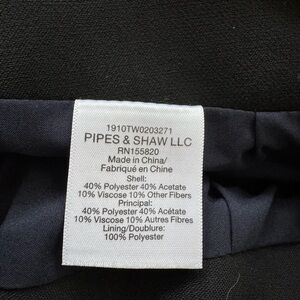 1910TW0203271
PIPES & SHAW LLC
RN155820
Made in China/
Fabriqué en Chine
Shell:
40% Polyester 40% Acetate
10% Viscose 10% Other Fibers
Principal:
40% Polyester 40% Acétate
10% Viscose 10% Autres Fibres
Lining/Doublure:
100% Polyester